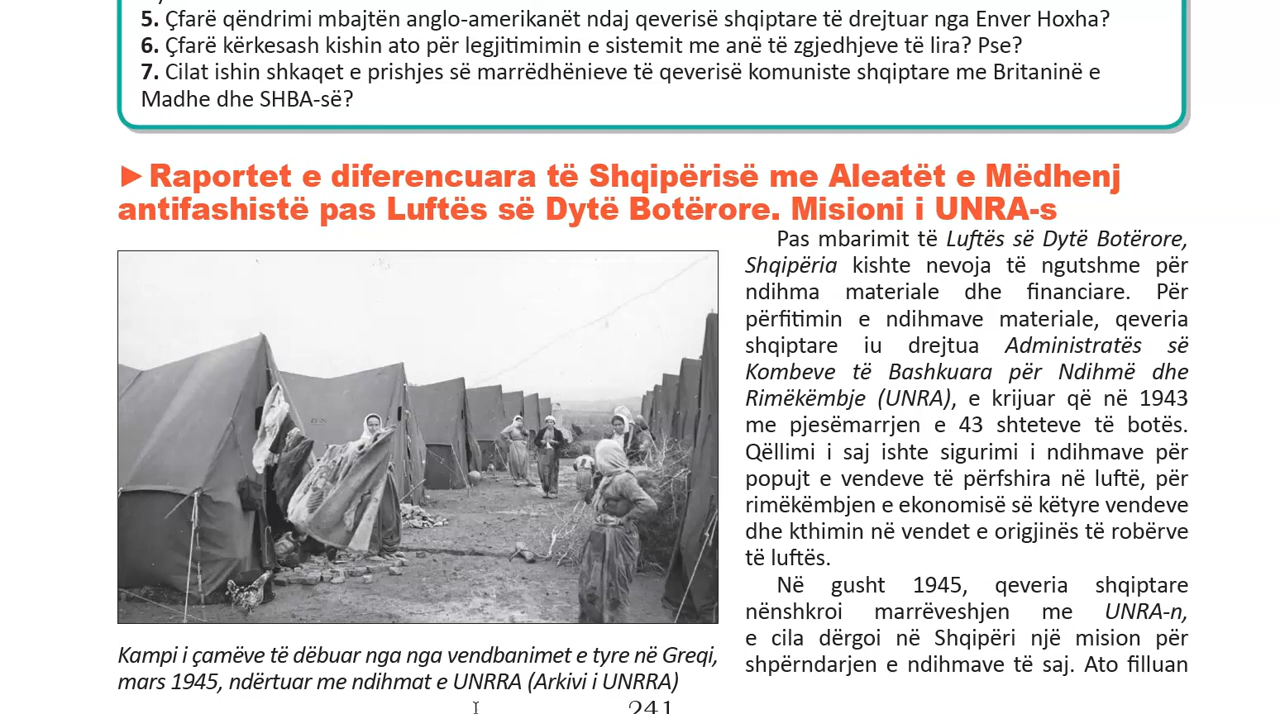 5. Çfarë qëndrimi mbajtën anglo-amerikanët ndaj qeverisë shqiptare të drejtuar nga Enver Hoxha?
6. Çfarë kërkesash kishin ato për legjitimimin e sistemit me anë të zgjedhjeve të lira? Pse?
7. Cilat ishin shkaqet e prishjes së marrëdhënieve të qeverisë komuniste shqiptare me Britaninë e
Madhe dhe SHBA-së?
►Raportet e diferencuara të Shqipërisë me Aleatët e Mëdhenj
antifashistë pas Luftës së Dytë Botërore. Misioni i UNRA-s
Pas mbarimit të Luftës së Dytë Botërore,
Shqipëria kishte nevoja të ngutshme për
ndihma materiale dhe financiare. Për
përfitimin e ndihmave materiale, qeveria
shqiptare iu drejtua Administratës së
Kombeve të Bashkuara për Ndihmë dhe
Rimëkëmbje (UNRA), e krijuar që në 1943
me pjesëmarrjen e 43 shteteve të botës.
Qëllimi i saj ishte sigurimi i ndihmave për
popujt e vendeve të përfshira në luftë, për
rimëkëmbjen e ekonomisë së këtyre vendeve
dhe kthimin në vendet e origjinës të robërve
të luftës.
Në gusht 1945, qeveria shqiptare
nënshkroi marrëveshjen me UNRA-n,
e cila dërgoi në Shqipëri një mision për
shpërndarjen e ndihmave të saj. Ato filluan
Kampi i çamëve të dëbuar nga nga vendbanimet e tyre në Greqi,
mars 1945, ndërtuar me ndihmat e UNRRA (Arkivi i UNRRA)
241